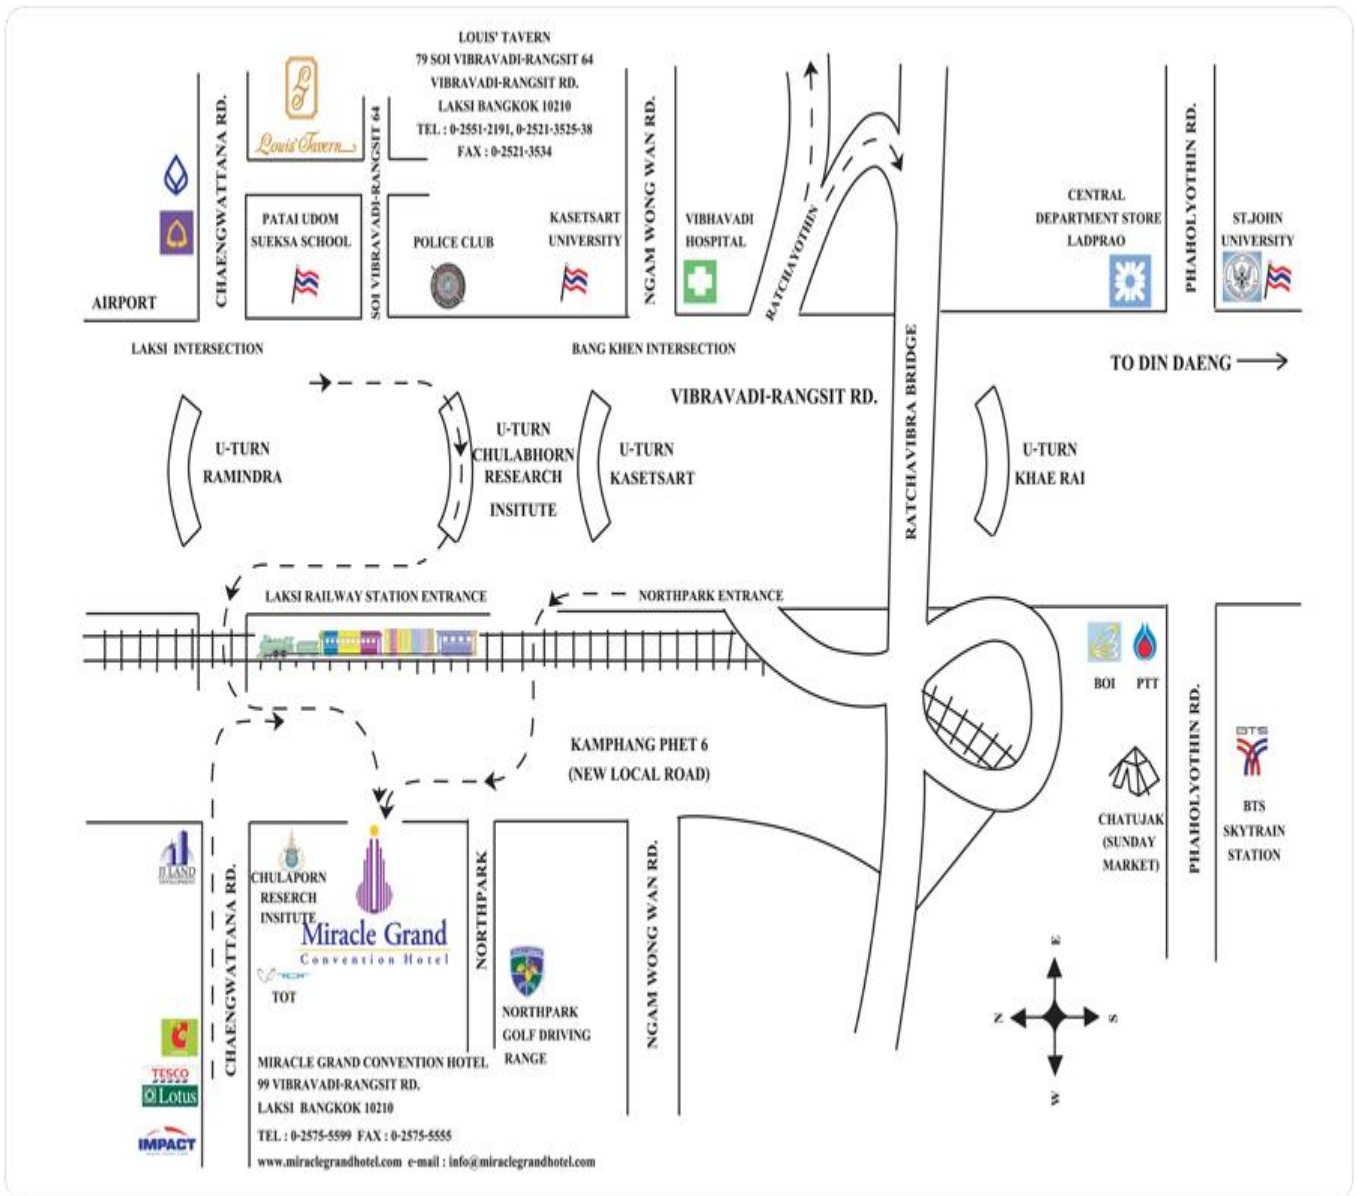 LOUIS' TAVERN
79 SOI VIBRAVADI-RANGSIT 64
VIBRAVADI-RANGSIT RD.
LAKSI BANGKOK 10210
TEL : 0-2551-2191, 0-2521-3525-38
FAX : 0-2521-3534
Louis' Tavern
CHAENGWATTANA RD.
SOI VIBRAVADI-RANGSIT 64
NGAM WONG WAN RD.
PHAHOLYOTHIN RD.
PATAI UDOM
SUEKSA SCHOOL
POLICE CLUB
KASETSART
UNIVERSITY
VIBHAVADI
HOSPITAL
RATCHAYOTHIN
CENTRAL
DEPARTMENT STORE
LADPRAO
ST.JOHN
UNIVERSITY
AIRPORT
LAKSI INTERSECTION
BANG KHEN INTERSECTION
TO DIN DAENG
VIBRAVADI-RANGSIT RD.
RATCHAVIBRA BRIDGE
U-TURN
RAMINDRA
U-TURN
CHULABHORN
RESEARCH
INSITUTE
U-TURN
KASETSART
U-TURN
KHAE RAI
LAKSI RAILWAY STATION ENTRANCE
NORTHPARK ENTRANCE
BOI
PTT
KAMPHANG PHET 6
(NEW LOCAL ROAD)
PHAHOLYOTHIN RD.
BTS
BTS
SKYTRAIN
STATION
CHATUJAK
(SUNDAY
MARKET)
JJ LAND
CHAENGWATTANA RD.
CHULAPORN
RESERCH
INSITUTE
Miracle Grand
Convention Hotel
TOT
NORTHPARK
NORTHPARK
GOLF DRIVING
RANGE
NGAM WONG WAN RD.
E
N
S
W
TESCO
Lotus
IMPACT
MIRACLE GRAND CONVENTION HOTEL
99 VIBRAVADI-RANGSIT RD.
LAKSI BANGKOK 10210
TEL : 0-2575-5599 FAX : 0-2575-5555
www.miraclegrandhotel.com e-mail : info@miraclegrandhotel.com